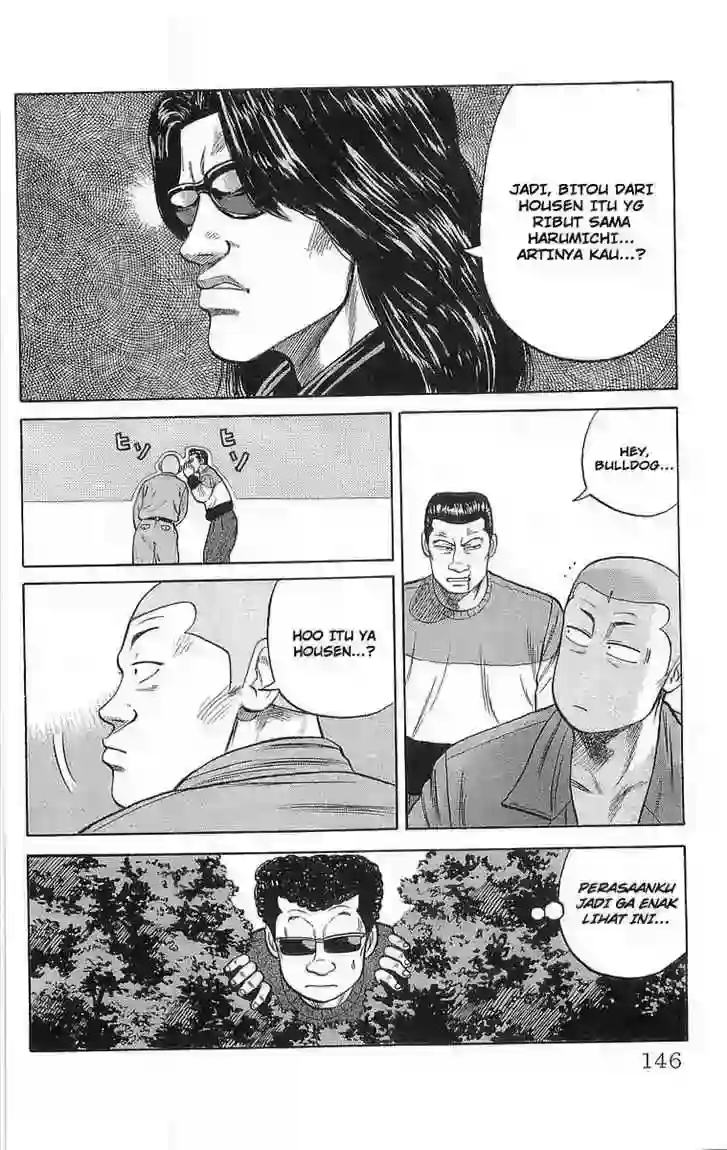 JADI, BITOU DARI
HOUSEN ITU YG
RIBUT SAMA
HARUMICHI...
ARTINYA KAU...?
HEY,
BULLDOG...
ヒソ
ヒソ
HOO ITU YA
HOUSEN...?
PERASAANKU
JADI GA ENAK
LIHAT INI...
146